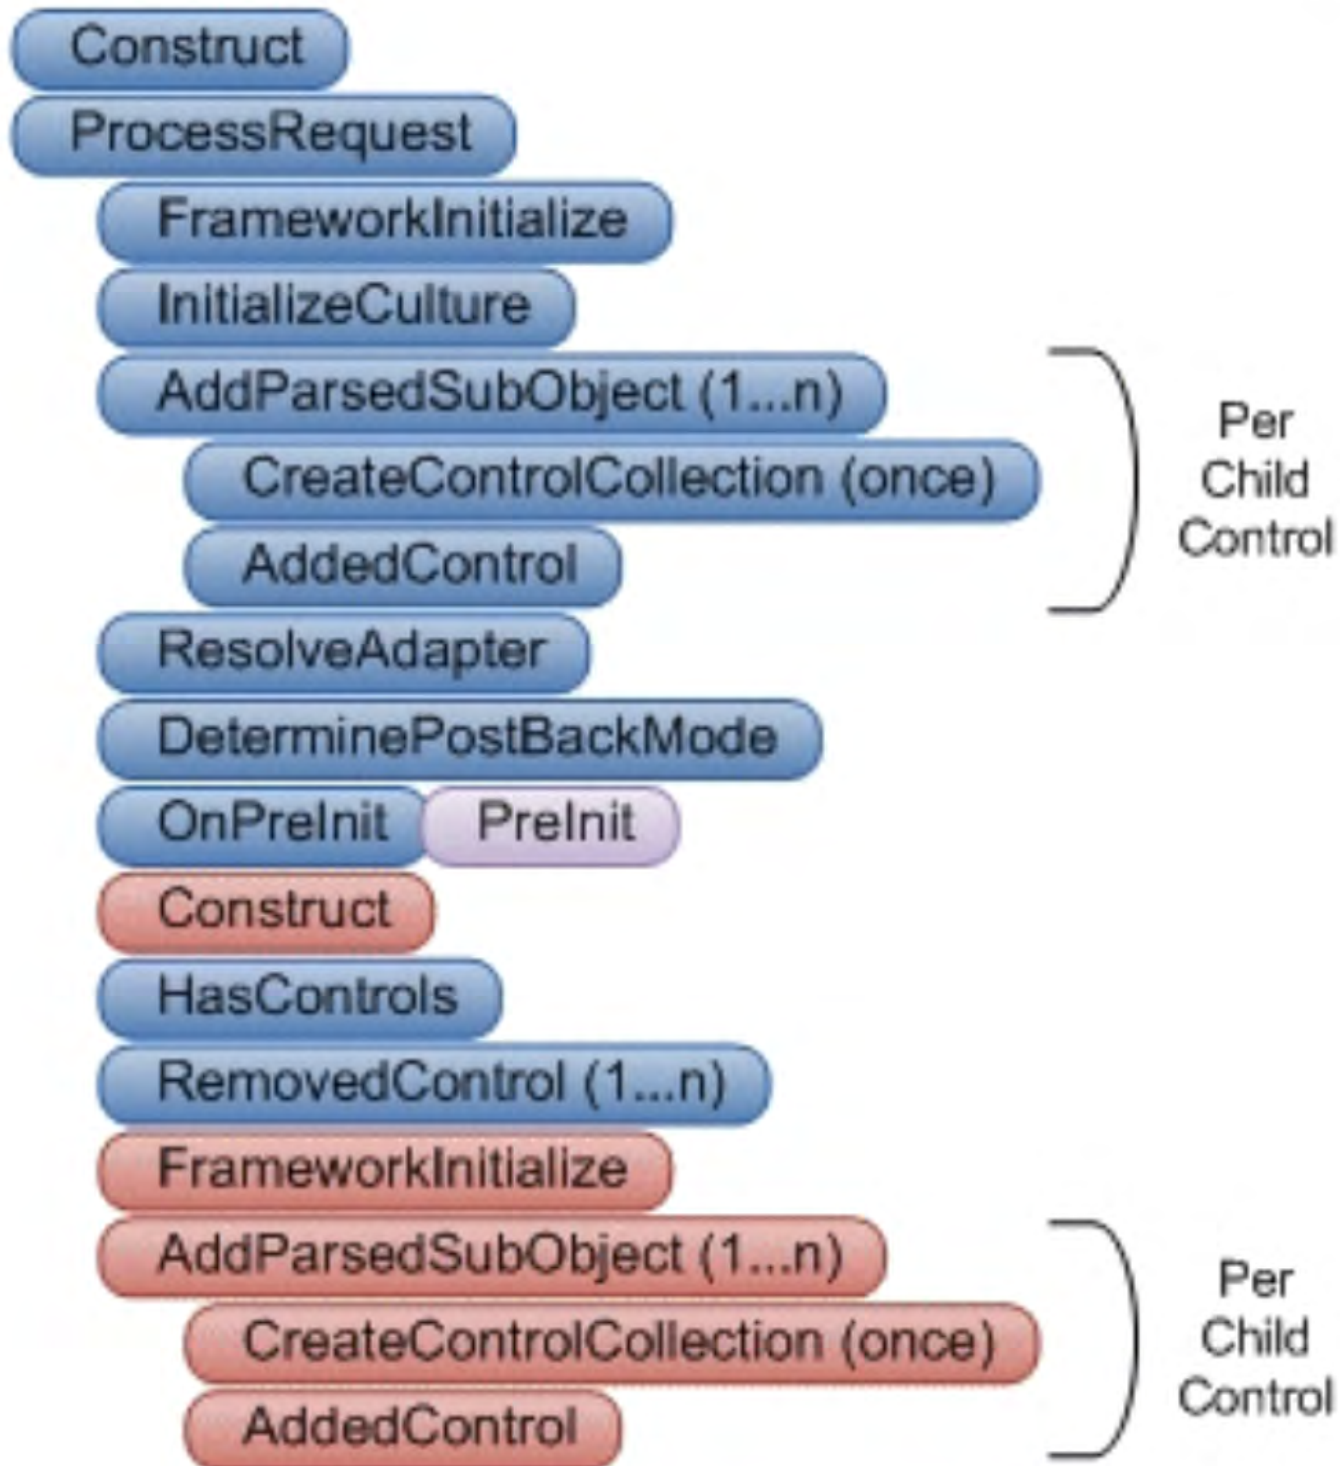 Construct
ProcessRequest
FrameworkInitialize
InitializeCulture
AddParsedSubObject (1...n)
CreateControlCollection (once)
AddedControl
Per
Child
Control
ResolveAdapter
DeterminePostBackMode
OnPreInit PreInit
Construct
HasControls
RemovedControl (1...n)
FrameworkInitialize
AddParsedSubObject (1...n)
CreateControlCollection (once)
AddedControl
Per
Child
Control